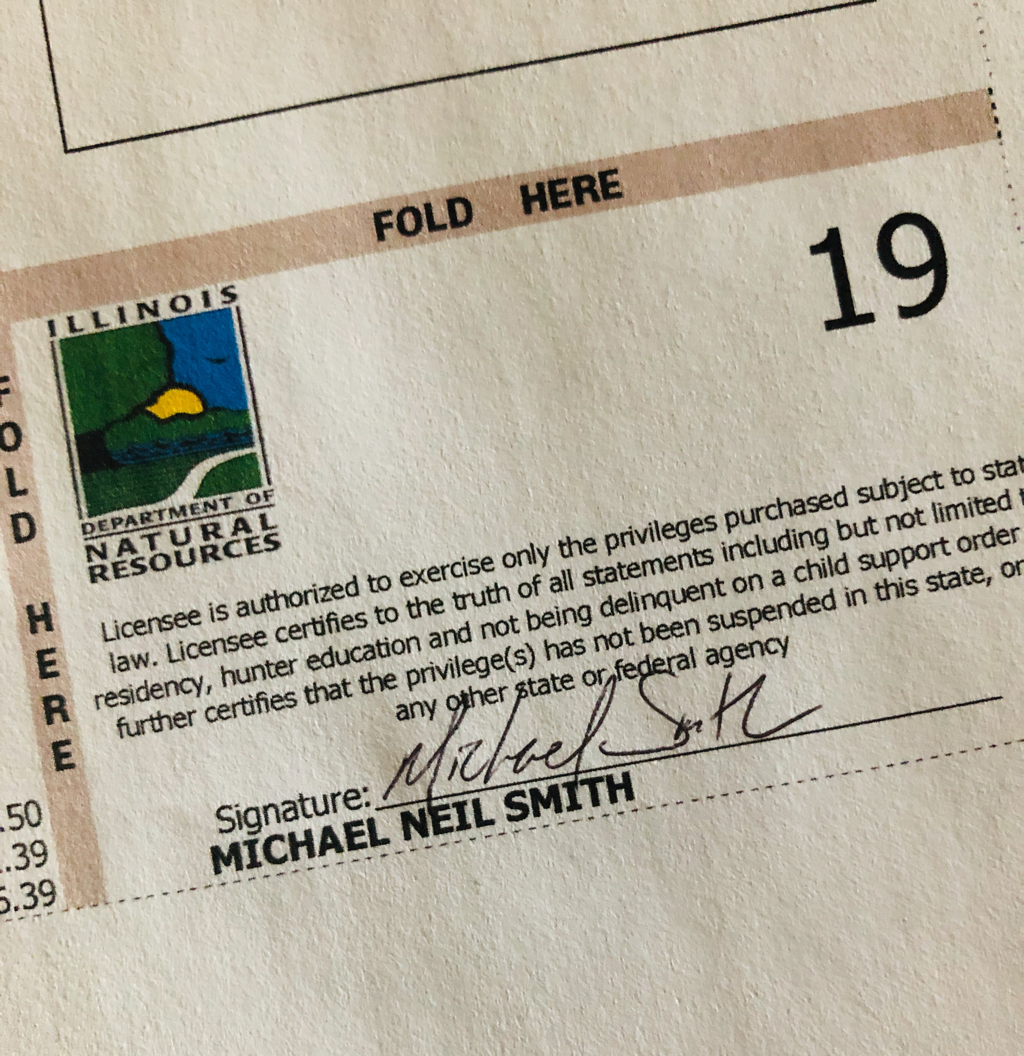 FOLD HERE
19
ILLINOIS
DEPARTMENT OF
NATURAL
RESOURCES
FOLD HERE
Licensee is authorized to exercise only the privileges purchased subject to stat
law. Licensee certifies to the truth of all statements including but not limited t
residency, hunter education and not being delinquent on a child support order
further certifies that the privilege(s) has not been suspended in this state, or
any other state or federal agency
Signature: Michael Smith
MICHAEL NEIL SMITH
.50
.39
5.39